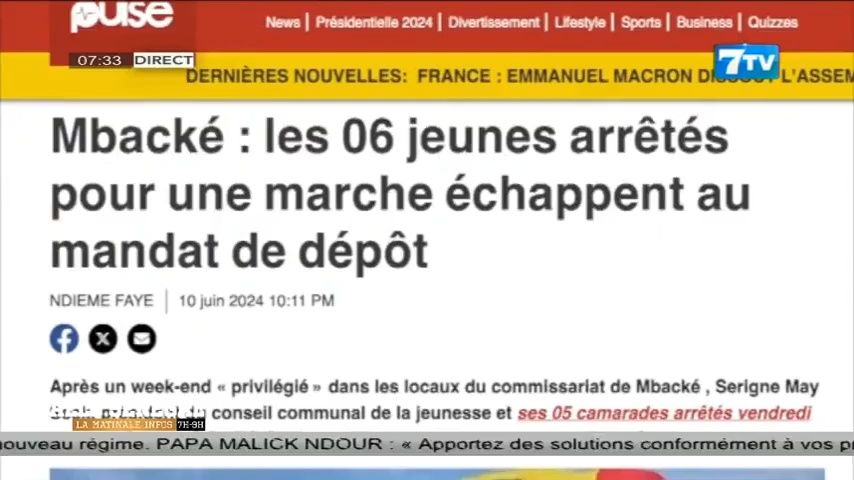 pulse
News | Présidentielle 2024 | Divertissement | Lifestyle | Sports | Business | Quizzes
07:33 DIRECT
7TV
DERNIÈRES NOUVELLES: FRANCE : EMMANUEL MACRON L'ASSEM
Mbacké : les 06 jeunes arrêtés
pour une marche échappent au
mandat de dépôt
NDIEME FAYE | 10 juin 2024 10:11 PM
Après un week-end « privilégié » dans les locaux du commissariat de Mbacké , Serigne May
conseil communal de la jeunesse et ses 05 camarades arrêtés vendredi
LA MATINALE INFOS 7H-9H
nouveau régime. PAPA MALICK NDOUR : « Apportez des solutions conformément à vos p